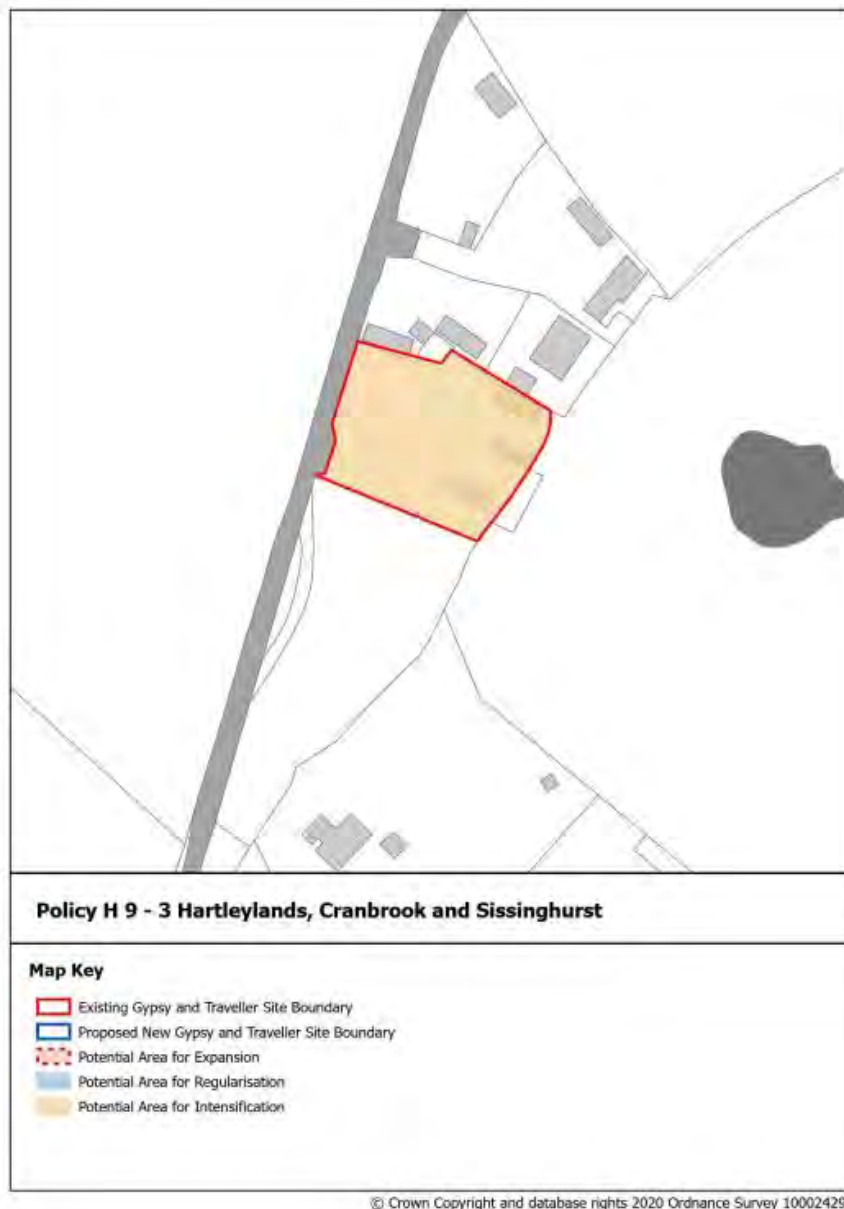 Policy H 9 - 3 Hartleylands, Cranbrook and Sissinghurst
Map Key
Existing Gypsy and Traveller Site Boundary
Proposed New Gypsy and Traveller Site Boundary
Potential Area for Expansion
Potential Area for Regularisation
Potential Area for Intensification
© Crown Copyright and database rights 2020 Ordnance Survey 10002429